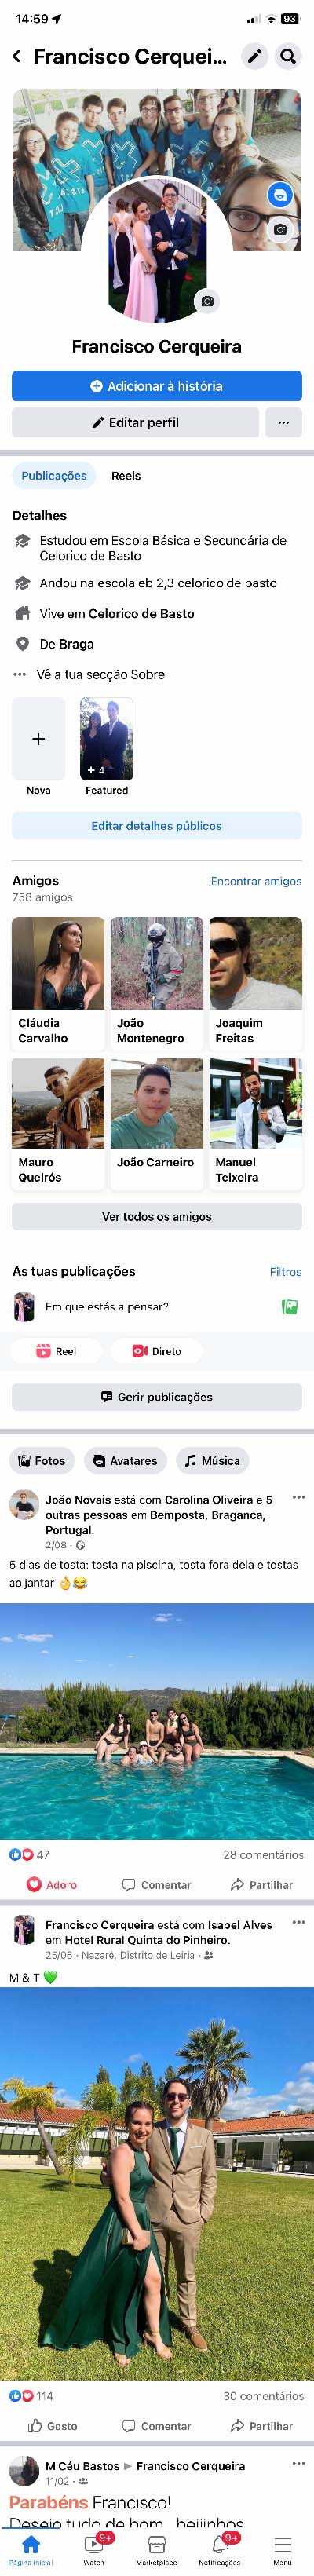 14:59
93
Francisco Cerquei...
Francisco Cerqueira
Adicionar à história
Editar perfil
Publicações Reels
Detalhes
Estudou em Escola Básica e Secundária de
Celorico de Basto
Andou na escola eb 2,3 celorico de basto
Vive em Celorico de Basto
De Braga
Vê a tua secção Sobre
+ 4
Nova Featured
Editar detalhes públicos
Amigos Encontrar amigos
758 amigos
Cláudia João Joaquim
Carvalho Montenegro Freitas
Mauro João Carneiro Manuel
Queirós Teixeira
Ver todos os amigos
As tuas publicações Filtros
Em que estás a pensar?
Reel Direto
Gerir publicações
Fotos Avatares Música
João Novais está com Carolina Oliveira e 5
outras pessoas em Bemposta, Braganca,
Portugal.
2/08 ·
5 dias de tosta: tosta na piscina, tosta fora dela e tostas
ao jantar 👌😂
47 28 comentários
Adoro Comentar Partilhar
Francisco Cerqueira está com Isabel Alves
em Hotel Rural Quinta do Pinheiro.
25/06 · Nazaré, Distrito de Leiria ·
M & T 💚
114 30 comentários
Gosto Comentar Partilhar
M Céu Bastos ▶ Francisco Cerqueira
11/02 ·
Parabéns Francisco!
Desejo tudo de bom beijinhos
9+ 9+
Página inicial Watch Marketplace Notificações Menu